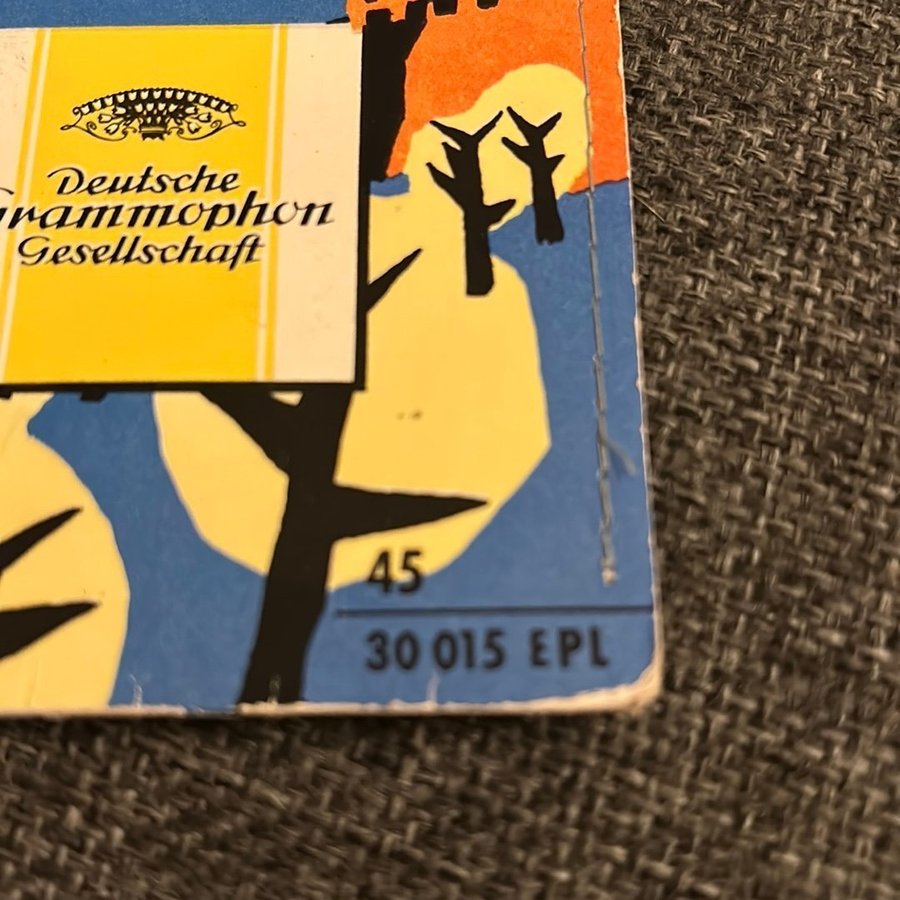 Deutsche
Grammophon
Gesellschaft
45
30 015 EPL